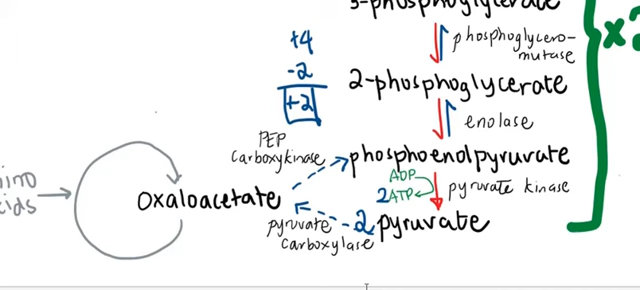 3-phosphoglycerate
+4
-2
+2
phosphoglycero-
mutase
x2
2-phosphoglycerate
enolase
PEP
carboxykinase
phosphoenolpyruvate
ADP
2ATP
pyruvate kinase
oxaloacetate
2 pyruvate
pyruvate
carboxylase